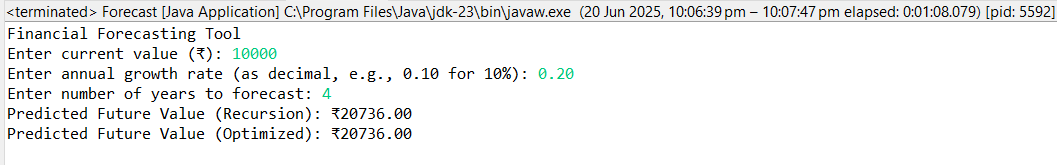 <terminated> Forecast [Java Application] C:\Program Files\Java\jdk-23\bin\javaw.exe (20 Jun 2025, 10:06:39 pm – 10:07:47 pm elapsed: 0:01:08.079) [pid: 5592]
Financial Forecasting Tool
Enter current value (₹): 10000
Enter annual growth rate (as decimal, e.g., 0.10 for 10%): 0.20
Enter number of years to forecast: 4
Predicted Future Value (Recursion): ₹20736.00
Predicted Future Value (Optimized): ₹20736.00